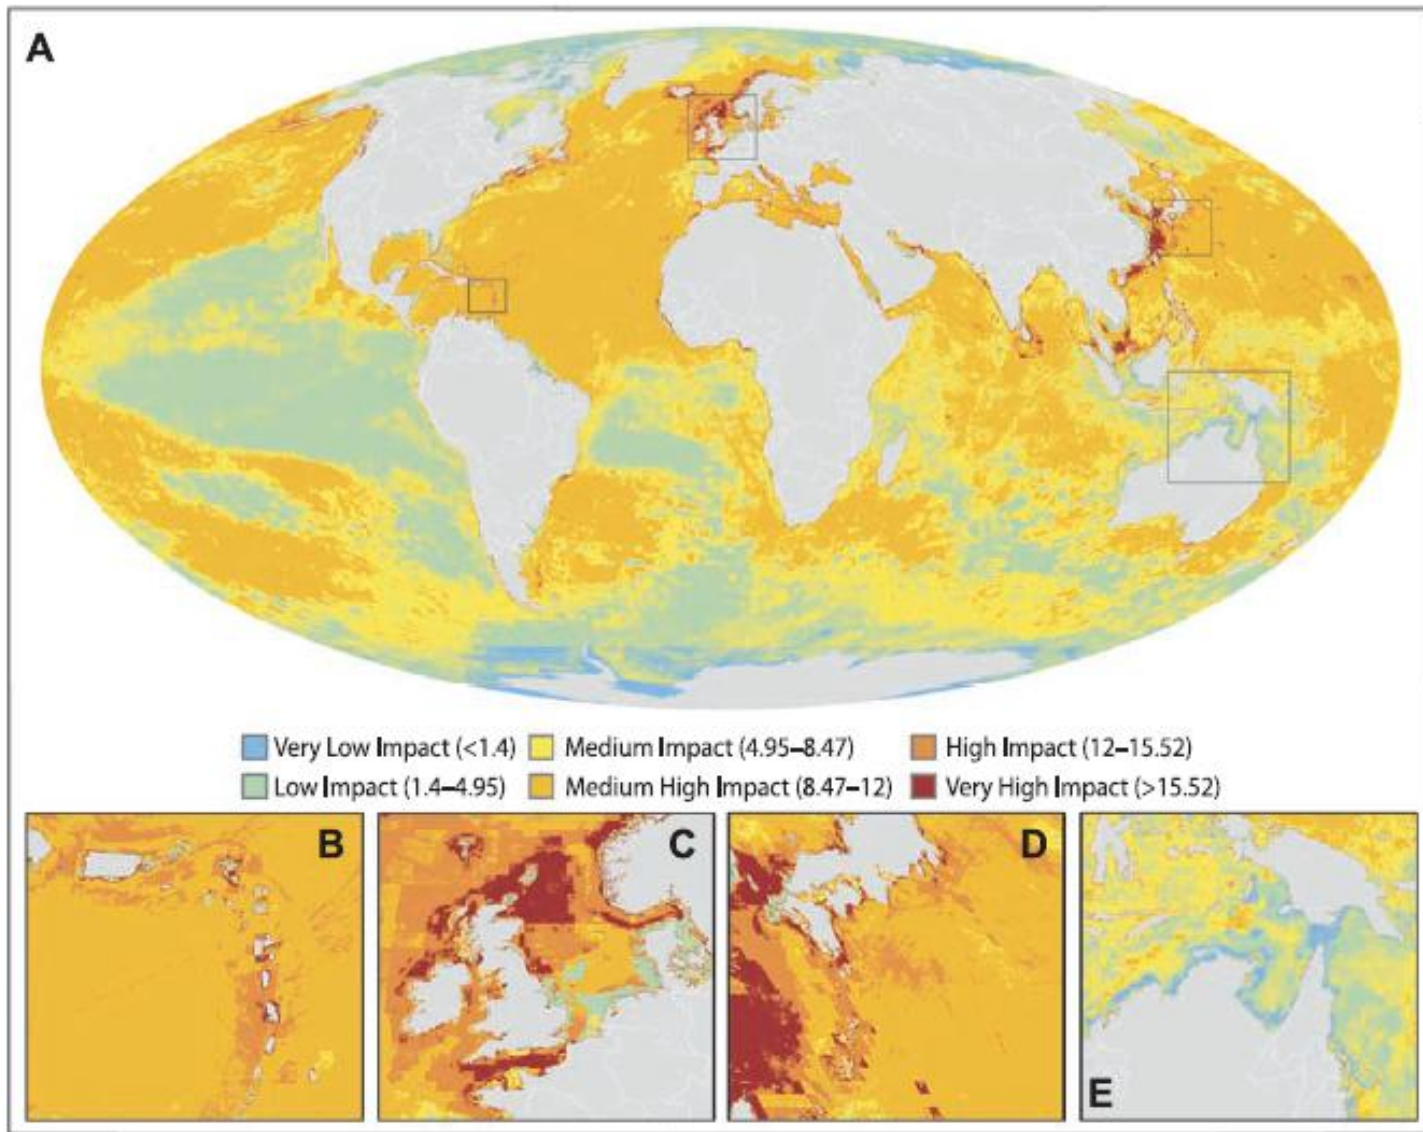 A
Very Low Impact (<1.4) Medium Impact (4.95–8.47) High Impact (12–15.52)
Low Impact (1.4–4.95) Medium High Impact (8.47–12) Very High Impact (>15.52)
B
C
D
E